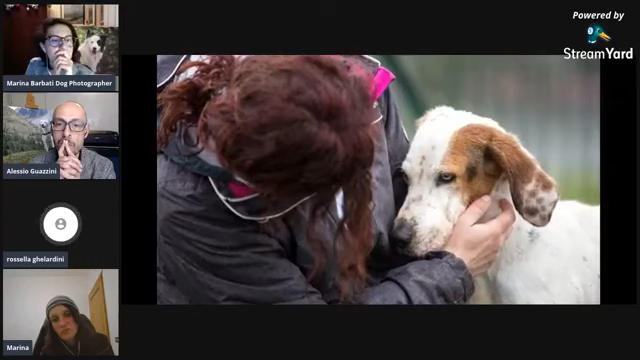 Powered by
StreamYard
Marina Barbati Dog Photographer
Alessio Guazzini
rossella ghelardini
Marina